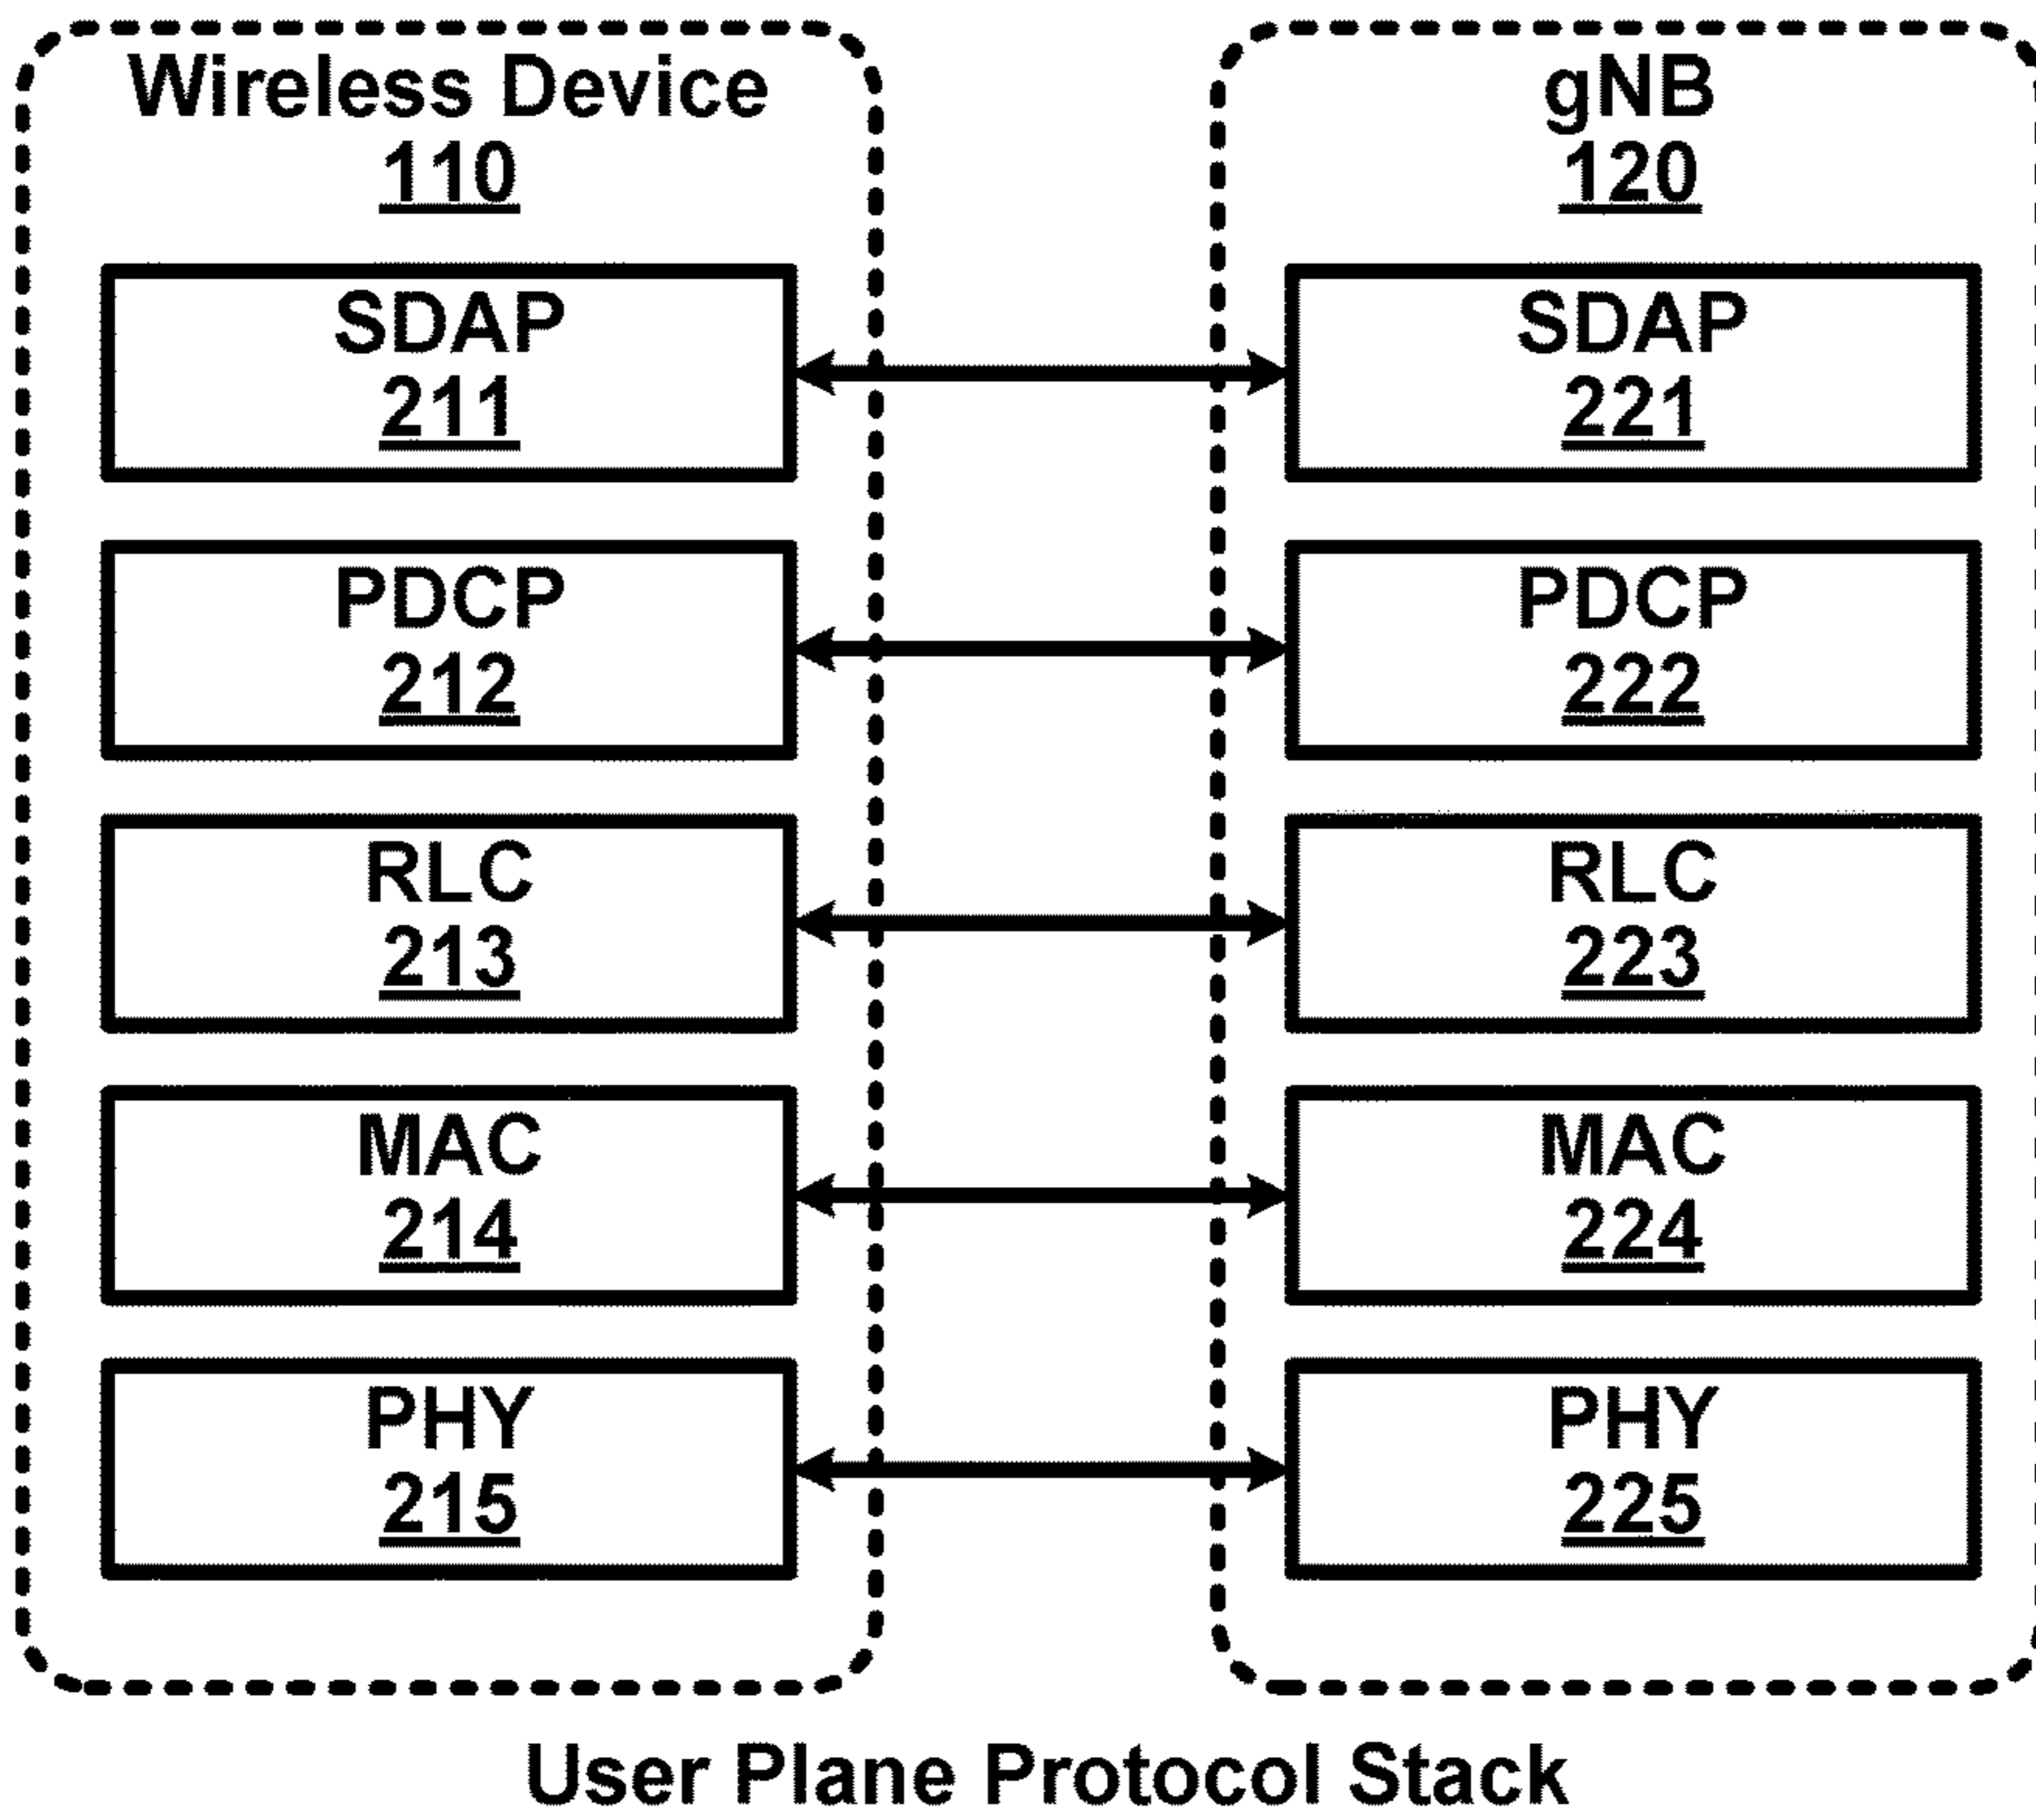 Wireless Device
110
SDAP
211
PDCP
212
RLC
213
MAC
214
PHY
215
gNB
120
SDAP
221
PDCP
222
RLC
223
MAC
224
PHY
225
User Plane Protocol Stack